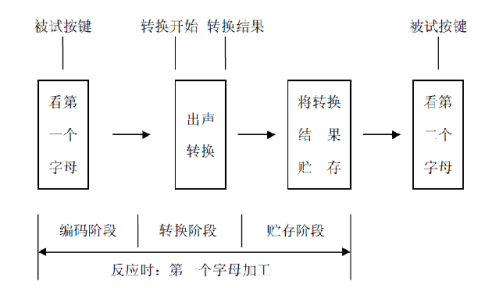 被试按键 转换开始 转换结果 被试按键
看第
一个
字母
出声
转换
将转换
结果
贮存
看第
二个
字母
编码阶段 转换阶段 贮存阶段
反应时：第一个字母加工